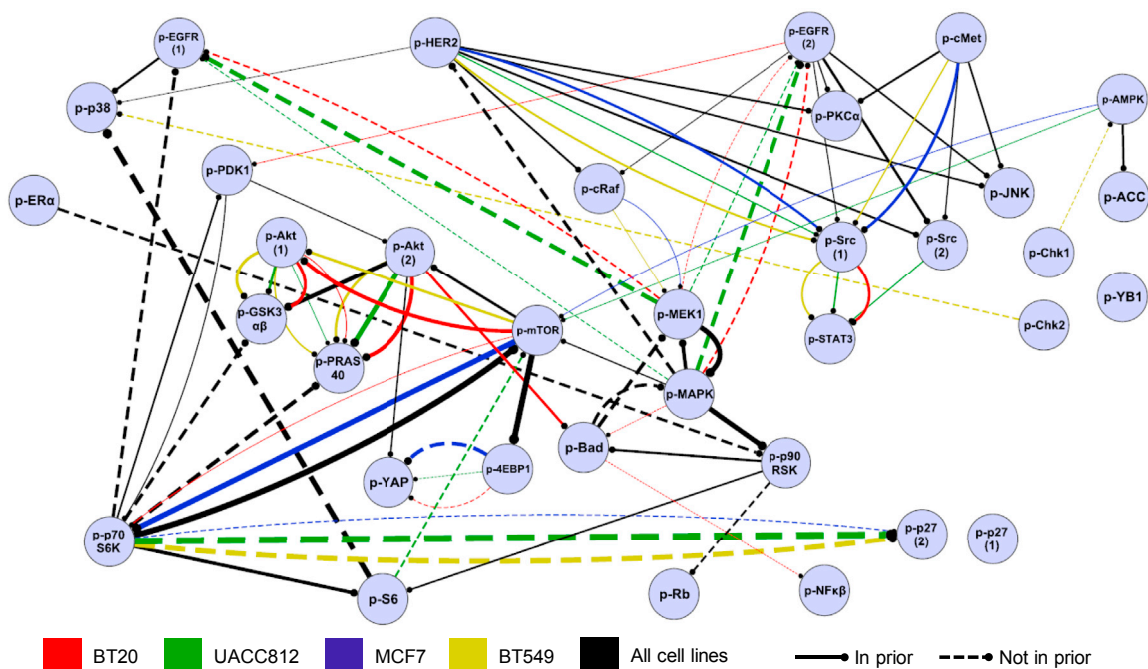 p-EGFR
(1)
p-HER2
p-EGFR
(2)
p-cMet
p-p38
p-PKCα
p-AMPK
p-PDK1
p-cRaf
p-JNK
p-ACC
p-ERα
p-Akt
(1)
p-Akt
(2)
p-Src
(1)
p-Src
(2)
p-Chk1
p-YB1
p-GSK3
αβ
p-mTOR
p-MEK1
p-STAT3
p-Chk2
p-PRAS
40
p-MAPK
p-Bad
p-YAP
p-4EBP1
p-p90
RSK
p-p70
S6K
p-p27
(2)
p-p27
(1)
p-S6
p-Rb
p-NFκβ
BT20
UACC812
MCF7
BT549
All cell lines
In prior
Not in prior